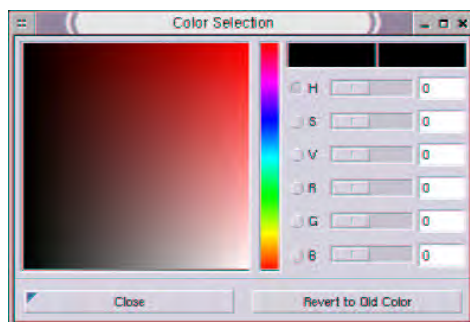 Color Selection
H 0
S 0
V 0
R 0
G 0
B 0
Close Revert to Old Color